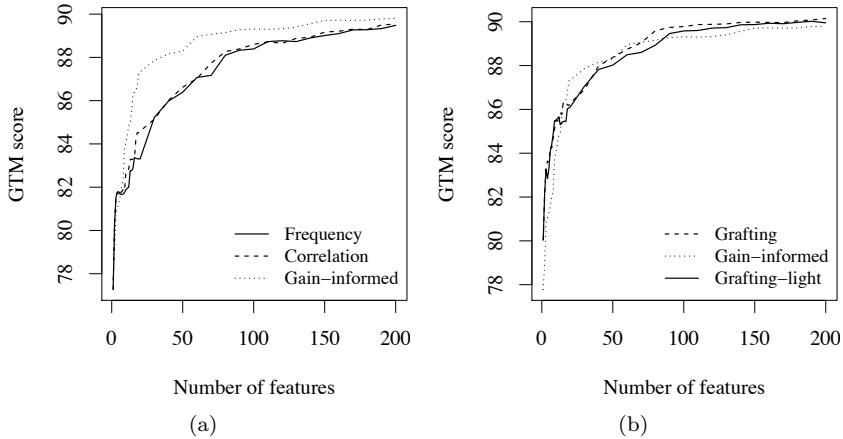 GTM score
90
88
86
84
82
80
78
Frequency
Correlation
Gain−informed
0 50 100 150 200
Number of features
(a)
GTM score
90
88
86
84
82
80
78
Grafting
Gain−informed
Grafting−light
0 50 100 150 200
Number of features
(b)